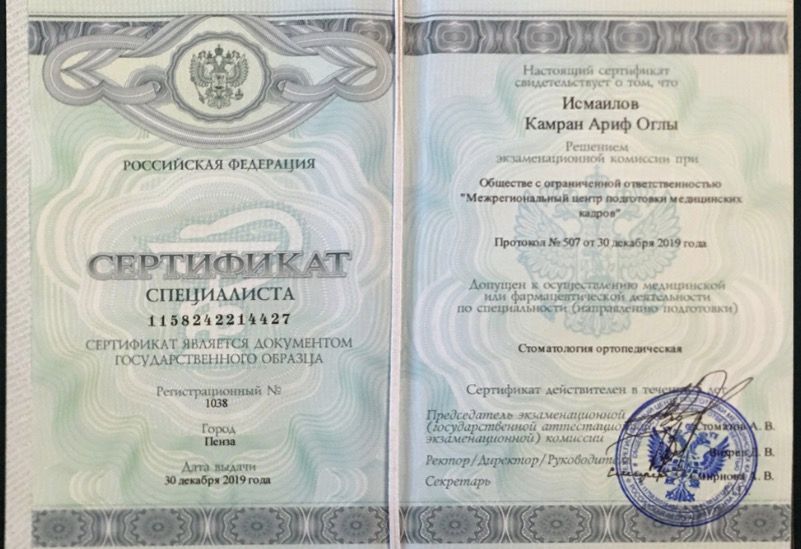 РОССИЙСКАЯ ФЕДЕРАЦИЯ
СЕРТИФИКАТ
СПЕЦИАЛИСТА
1158242214427
СЕРТИФИКАТ ЯВЛЯЕТСЯ ДОКУМЕНТОМ
ГОСУДАРСТВЕННОГО ОБРАЗЦА
Регистрационный №
1038
Город
Пенза
Дата выдачи
30 декабря 2019 года
Настоящий сертификат
свидетельствует о том, что
Исмаилов
Камран Ариф Оглы
Решением
экзаменационной комиссии при
Обществе с ограниченной ответственностью
"Межрегиональный центр подготовки медицинских
кадров"
Протокол № 507 от 30 декабря 2019 года
Допущен к осуществлению медицинской
или фармацевтической деятельности
по специальности (направлению подготовки)
Стоматология ортопедическая
Сертификат действителен в течение лет
Председатель экзаменационной
(государственной аттестационной
экзаменационной) комиссии
А. В.
Ректор/Директор/Руководитель
В.
Секретарь
Смирнова А. В.